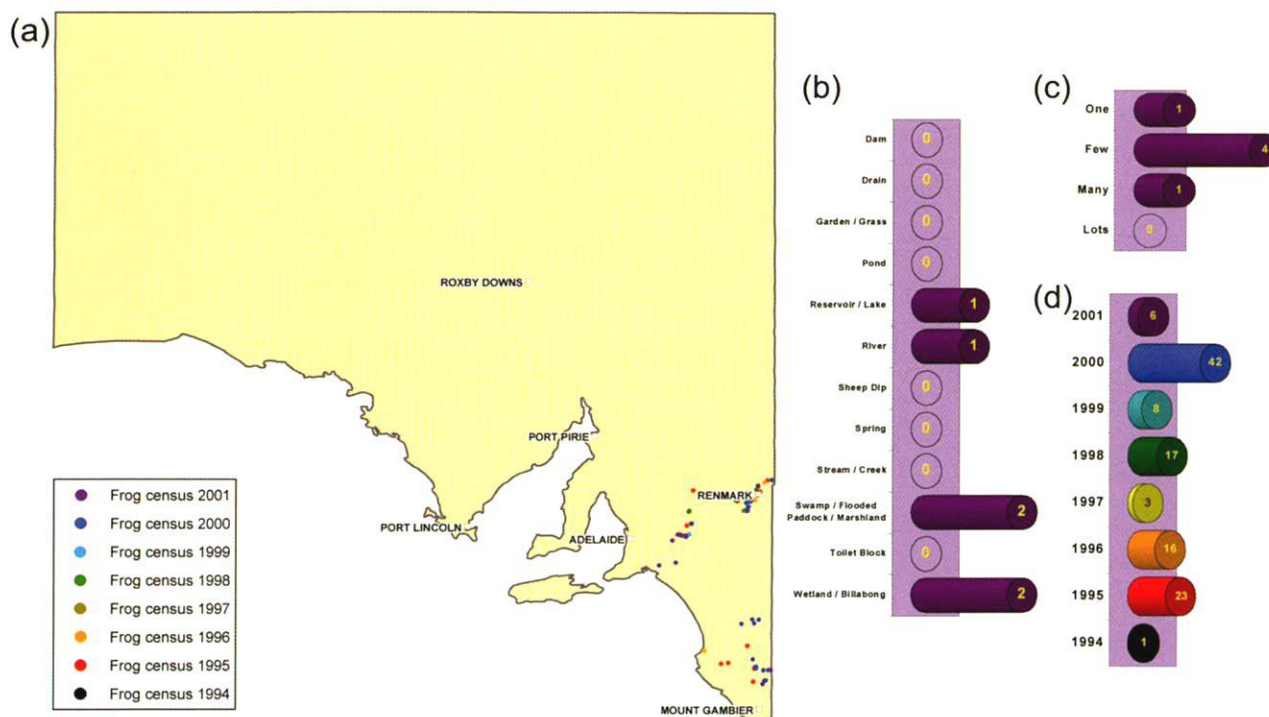 (a)
ROXBY DOWNS
PORT PIRIE
RENMARK
PORT LINCOLN
ADELAIDE
MOUNT GAMBIER
Frog census 2001
Frog census 2000
Frog census 1999
Frog census 1998
Frog census 1997
Frog census 1996
Frog census 1995
Frog census 1994
(b)
Dam 0
Drain 0
Garden / Grass 0
Pond 0
Reservoir / Lake 1
River 1
Sheep Dip 0
Spring 0
Stream / Creek 0
Swamp / Flooded
Paddock / Marshland 2
Toilet Block 0
Wetland / Billabong 2
(c)
One 1
Few 4
Many 1
Lots 0
(d)
2001 6
2000 42
1999 8
1998 17
1997 3
1996 16
1995 23
1994 1